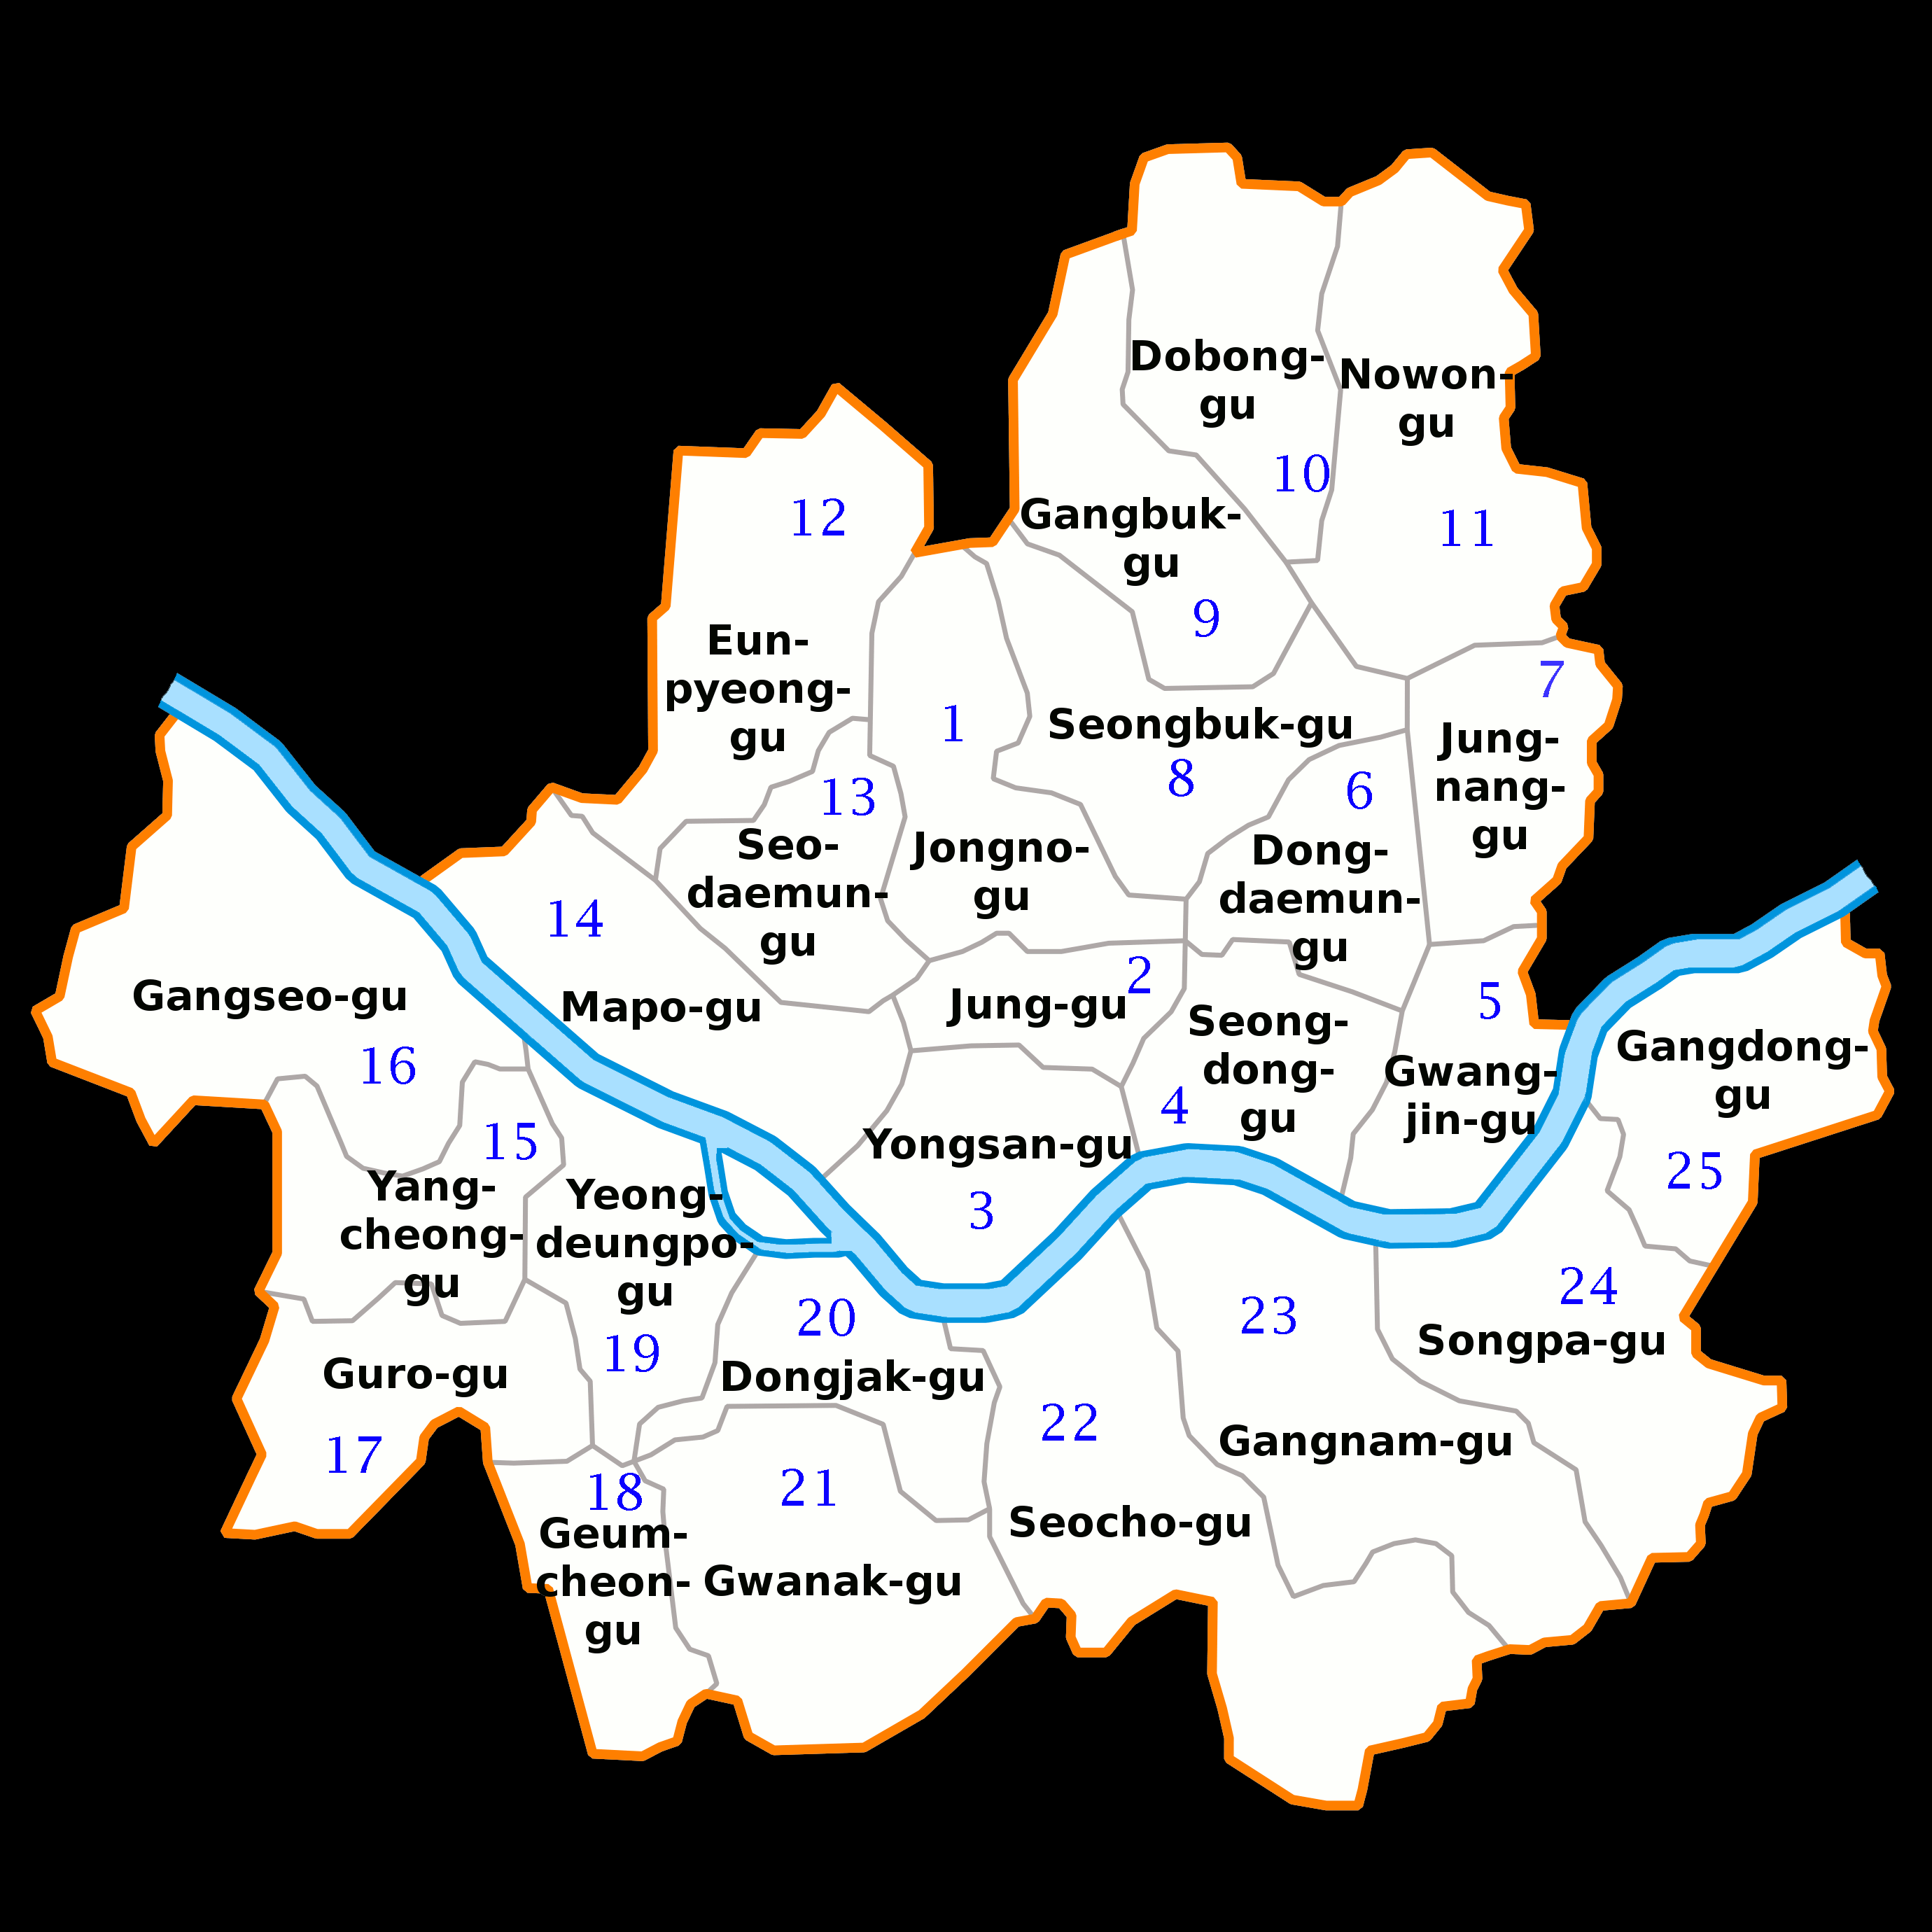 Dobong-
gu
10
Nowon-
gu
11
Gangbuk-
gu
9
12
Eun-
pyeong-
gu
7
Jung-
nang-
gu
1
Jongno-
gu
Seongbuk-gu
8
6
Dong-
daemun-
gu
13
Seo-
daemun-
gu
14
Mapo-gu
2
Jung-gu
Seong-
dong-
gu
4
5
Gwang-
jin-gu
Gangdong-
gu
25
Gangseo-gu
16
15
Yang-
cheong-
gu
Yeong-
deungpo-
gu
19
Yongsan-gu
3
20
Dongjak-gu
23
Gangnam-gu
24
Songpa-gu
Guro-gu
17
22
Seocho-gu
18
Geum-
cheon-
gu
21
Gwanak-gu